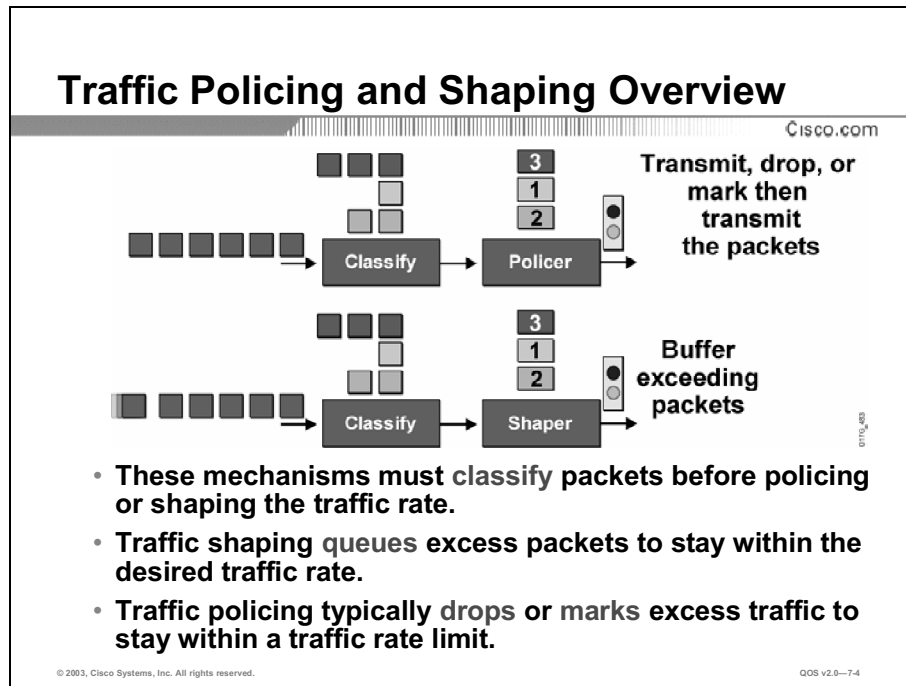 Traffic Policing and Shaping Overview
Cisco.com
3
1
2
Classify
Policer
Transmit, drop, or
mark then
transmit
the packets
3
1
2
Classify
Shaper
Buffer
exceeding
packets
• These mechanisms must classify packets before policing
or shaping the traffic rate.
• Traffic shaping queues excess packets to stay within the
desired traffic rate.
• Traffic policing typically drops or marks excess traffic to
stay within a traffic rate limit.
© 2003, Cisco Systems, Inc. All rights reserved.
QOS v2.0—7-4